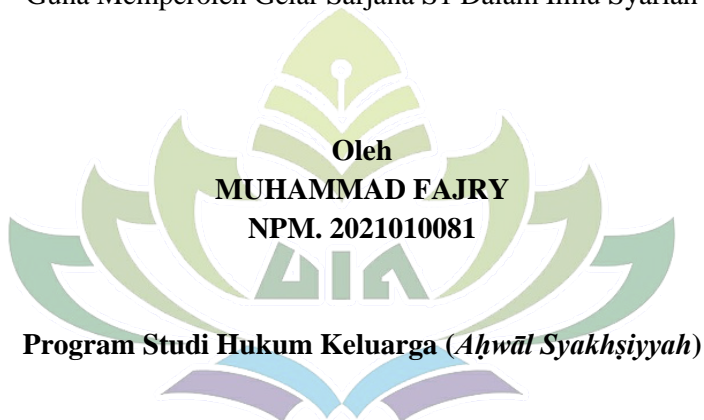 Guna Memperoleh Gelar Sarjana S1 Dalam Ilmu Syariah
Oleh
MUHAMMAD FAJRY
NPM. 2021010081
UIN
Program Studi Hukum Keluarga (Aḥwāl Syakhṣiyyah)